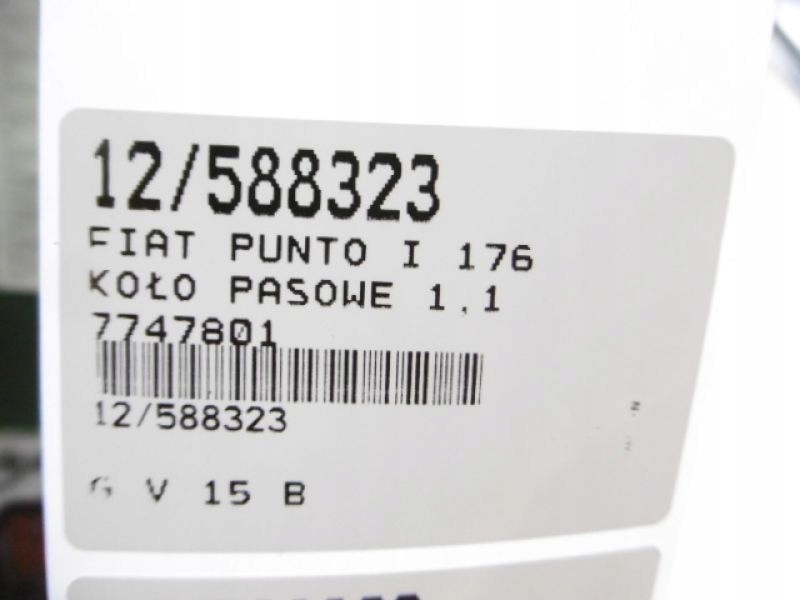 12/588323
FIAT PUNTO I 176
KOŁO PASOWE 1.1
7747801
12/588323
G V 15 B